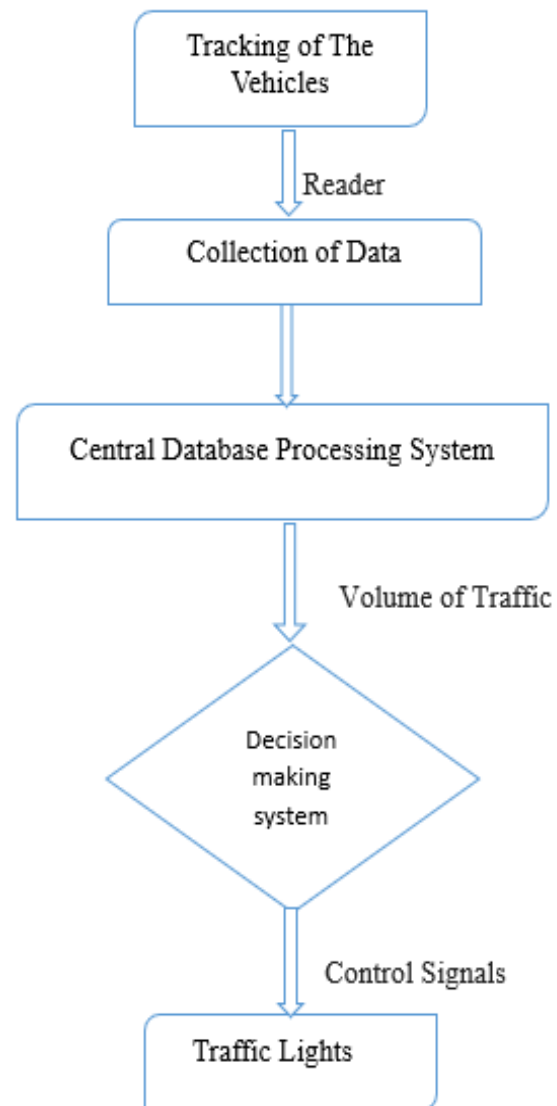 Tracking of The
Vehicles
Reader
Collection of Data
Central Database Processing System
Volume of Traffic
Decision
making
system
Control Signals
Traffic Lights